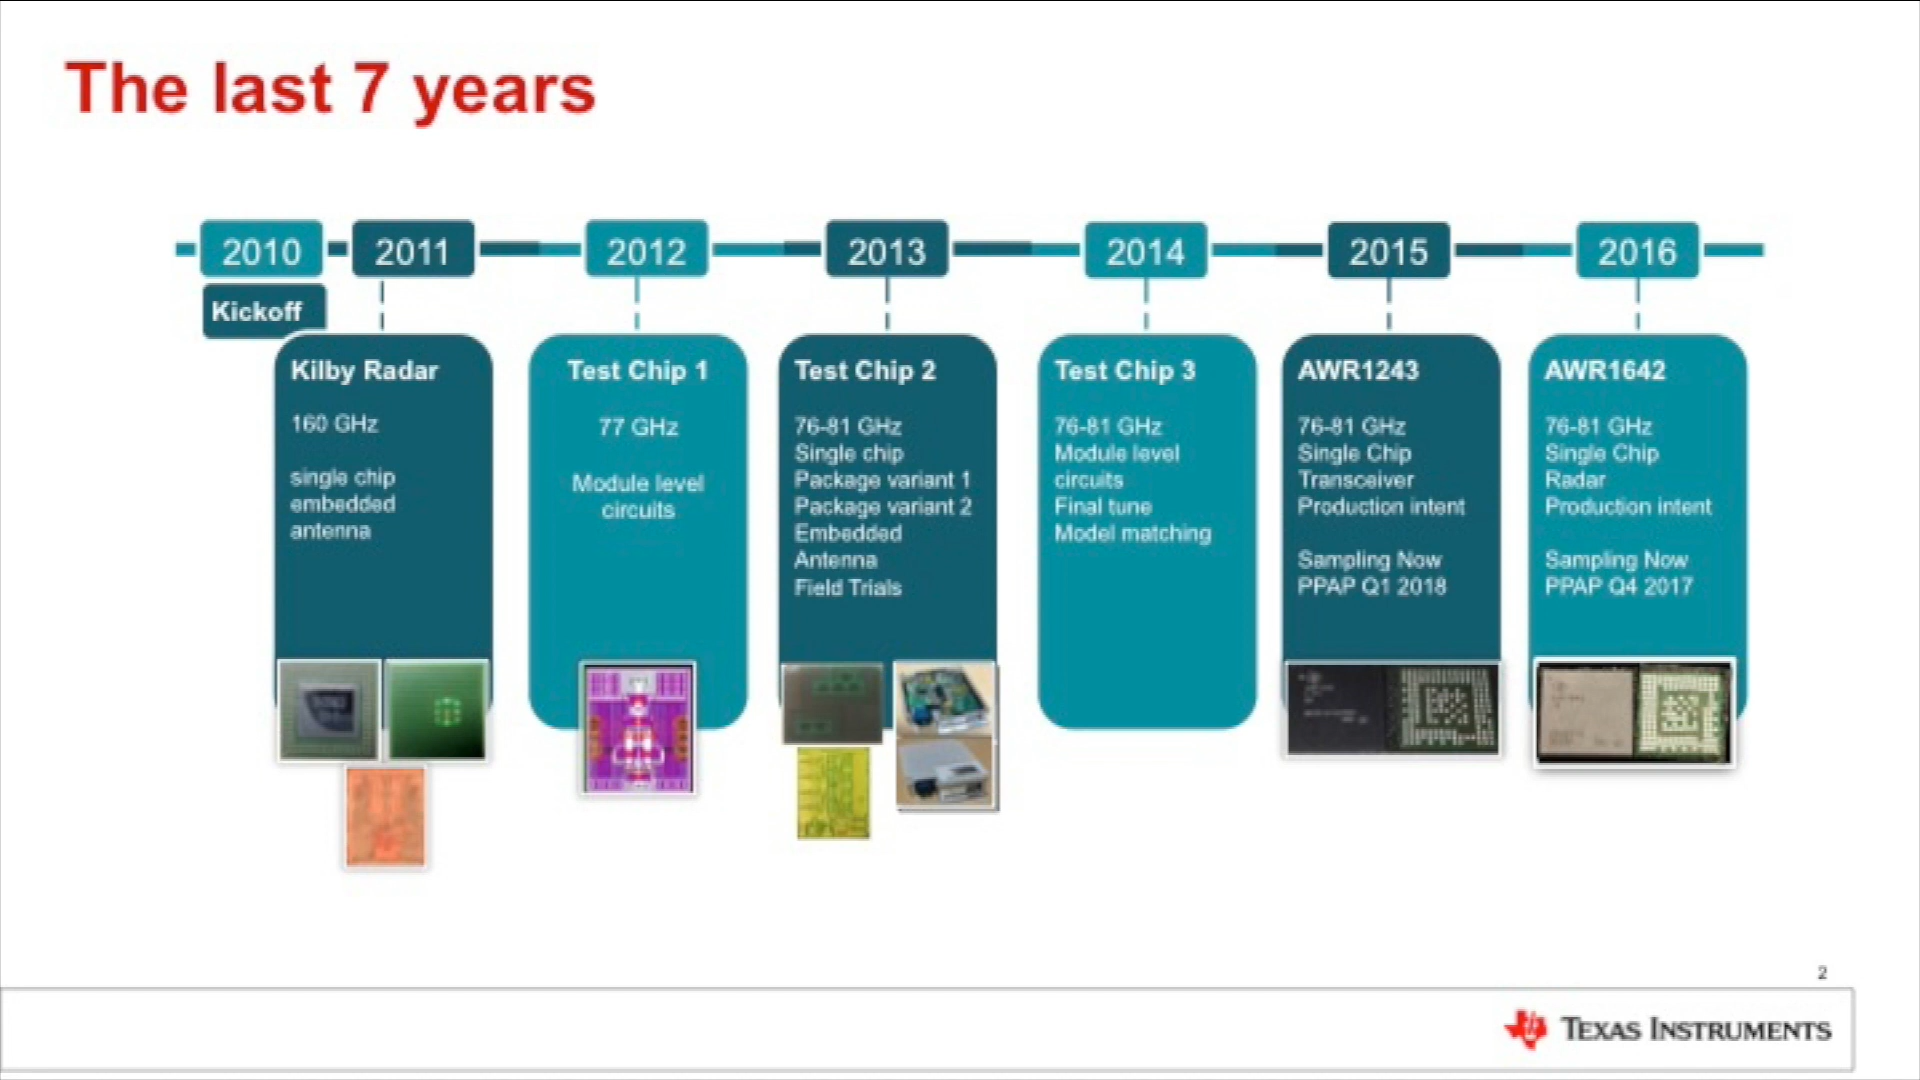 The last 7 years
2010
2011
2012
2013
2014
2015
2016
Kickoff
Kilby Radar
160 GHz
single chip
embedded
antenna
Test Chip 1
77 GHz
Module level
circuits
Test Chip 2
76-81 GHz
Single chip
Package variant 1
Package variant 2
Embedded
Antenna
Field Trials
Test Chip 3
76-81 GHz
Module level
circuits
Final tune
Model matching
AWR1243
76-81 GHz
Single Chip
Transceiver
Production intent
Sampling Now
PPAP Q1 2018
AWR1642
76-81 GHz
Single Chip
Radar
Production intent
Sampling Now
PPAP Q4 2017
2
TEXAS INSTRUMENTS